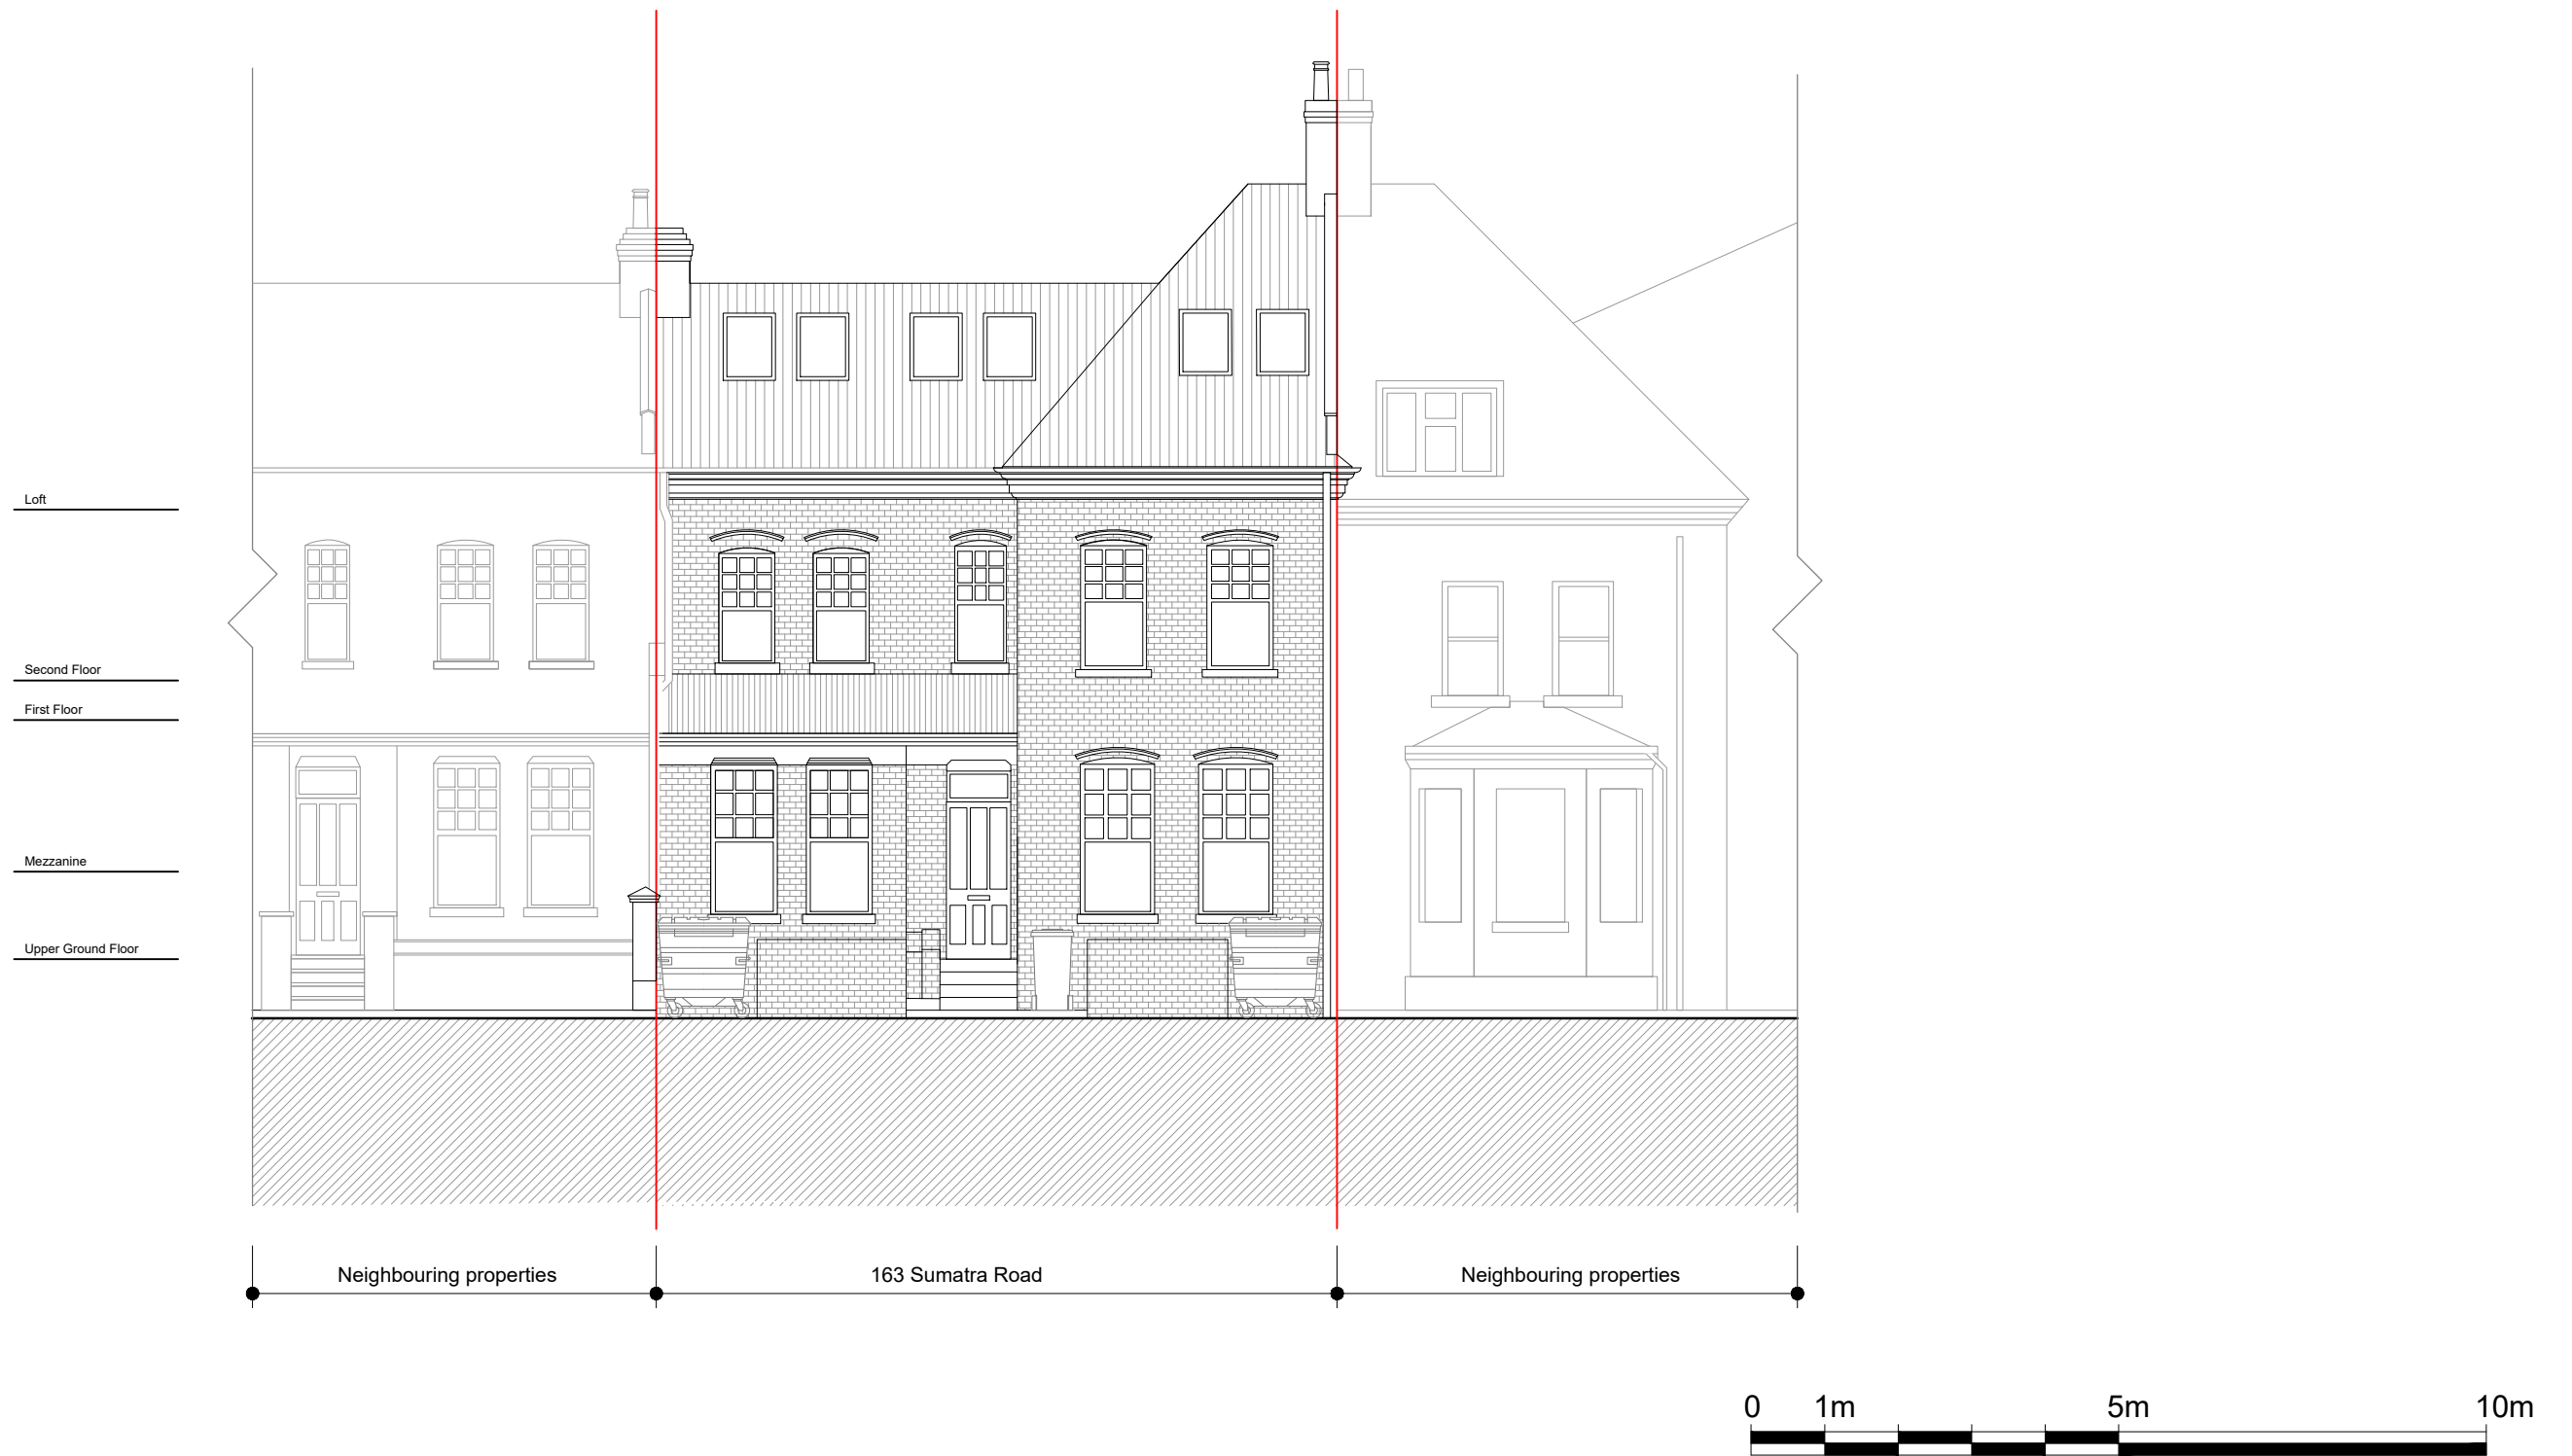 Loft
Second Floor
First Floor
Mezzanine
Upper Ground Floor
Neighbouring properties
163 Sumatra Road
Neighbouring properties
0 1m 5m 10m